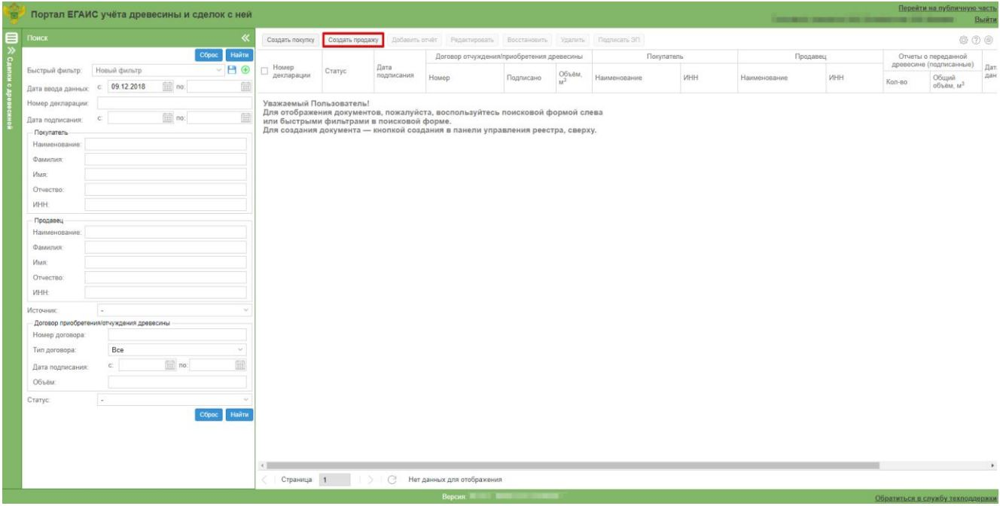 Портал ЕГАИС учёта древесины и сделок с ней
Перейти на публичную часть
Выйти
Сделки с древесиной
Поиск
Сброс Найти
Быстрый фильтр: Новый фильтр
Дата ввода данных: с: 09.12.2018 по:
Номер декларации:
Дата подписания: с: по:
Покупатель
Наименование:
Фамилия:
Имя:
Отчество:
ИНН:
Продавец
Наименование:
Фамилия:
Имя:
Отчество:
ИНН:
Источник: -
Договор приобретения/отчуждения древесины
Номер договора:
Тип договора: Все
Дата подписания: с: по:
Объём:
Статус: -
Сброс Найти
Создать покупку Создать продажу Добавить отчёт Редактировать Восстановить Удалить Подписать ЭП
Номер декларации
Статус
Дата подписания
Договор отчуждения/приобретения древесины
Номер
Подписано
Объём, м³
Покупатель
Наименование
ИНН
Продавец
Наименование
ИНН
Отчеты о переданной древесине (подписанные)
Кол-во
Общий объём, м³
Дат
дан
Уважаемый Пользователь!
Для отображения документов, пожалуйста, воспользуйтесь поисковой формой слева
или быстрыми фильтрами в поисковой форме.
Для создания документа — кнопкой создания в панели управления реестра, сверху.
Страница 1 Нет данных для отображения
Версия:
Обратиться в службу техподдержки